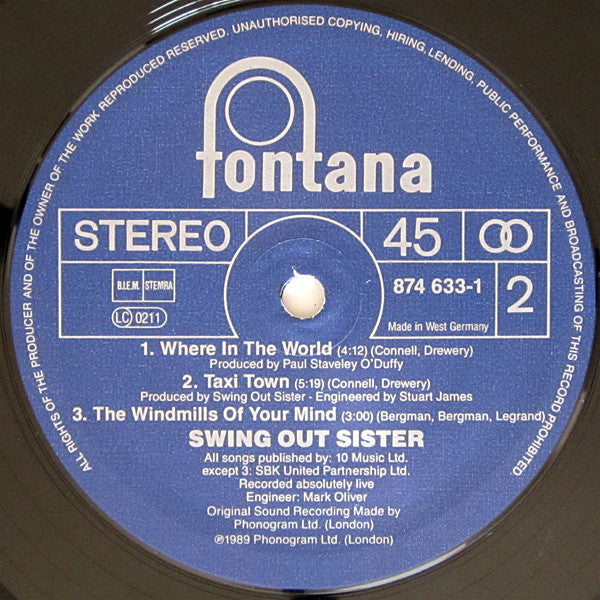 ALL RIGHTS OF THE PRODUCER AND OF THE OWNER OF THE WORK REPRODUCED RESERVED. UNAUTHORISED COPYING, HIRING, LENDING, PUBLIC PERFORMANCE AND BROADCASTING OF THIS RECORD PROHIBITED.
fontana
STEREO
45
B.I.E.M. STEMRA
LC 0211
874 633-1
2
Made in West Germany
1. Where In The World (4:12) (Connell, Drewery)
Produced by Paul Staveley O'Duffy
2. Taxi Town (5:19) (Connell, Drewery)
Produced by Swing Out Sister - Engineered by Stuart James
3. The Windmills Of Your Mind (3:00) (Bergman, Bergman, Legrand)
SWING OUT SISTER
All songs published by: 10 Music Ltd.
except 3: SBK United Partnership Ltd.
Recorded absolutely live
Engineer: Mark Oliver
Original Sound Recording Made by
Phonogram Ltd. (London)
℗1989 Phonogram Ltd. (London)